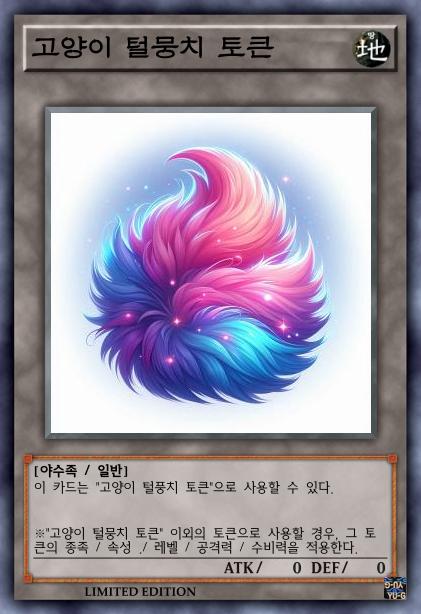 고양이 털뭉치 토큰
땅
地
[야수족 / 일반]
이 카드는 "고양이 털뭉치 토큰"으로 사용할 수 있다.
※"고양이 털뭉치 토큰" 이외의 토큰으로 사용할 경우, 그 토
큰의 종족 / 속성 / 레벨 / 공격력 / 수비력을 적용한다.
ATK/ 0 DEF/ 0
LIMITED EDITION